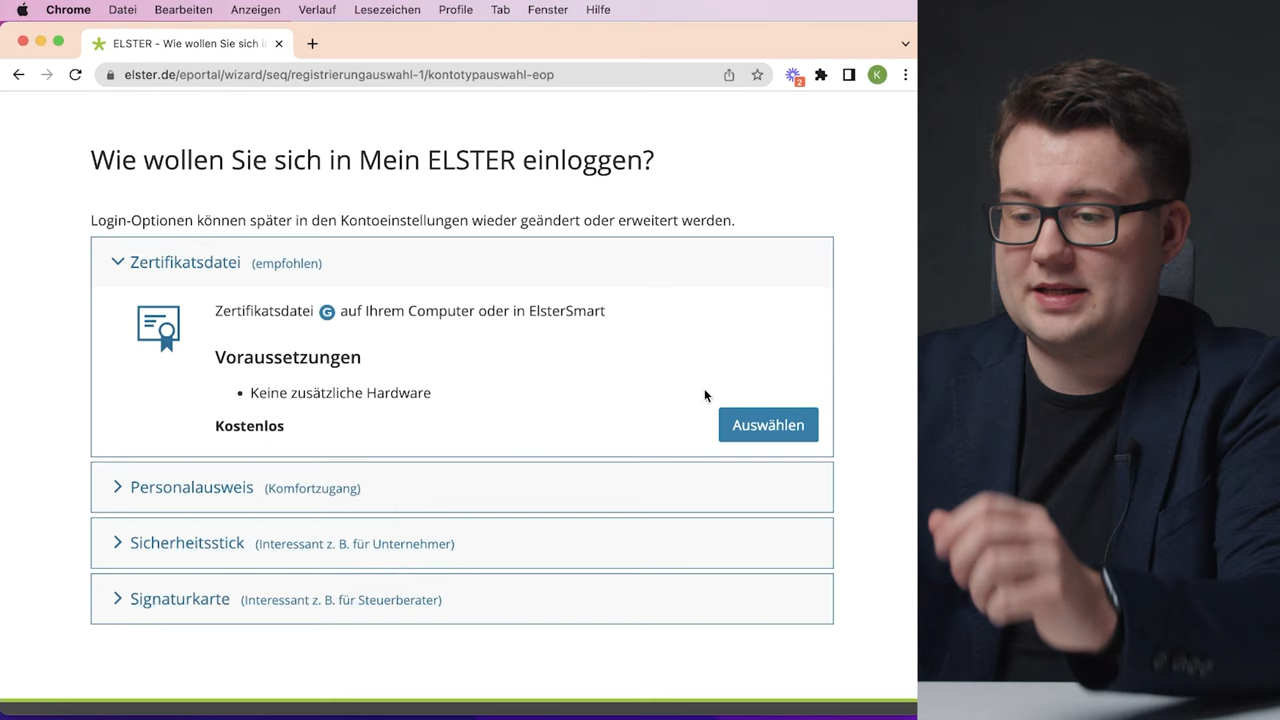 Chrome Datei Bearbeiten Anzeigen Verlauf Lesezeichen Profile Tab Fenster Hilfe
ELSTER - Wie wollen Sie sich i
elster.de/eportal/wizard/seq/registrierungauswahl-1/kontotypauswahl-eop
2
K
Wie wollen Sie sich in Mein ELSTER einloggen?
Login-Optionen können später in den Kontoeinstellungen wieder geändert oder erweitert werden.
Zertifikatsdatei (empfohlen)
Zertifikatsdatei G auf Ihrem Computer oder in ElsterSmart
Voraussetzungen
• Keine zusätzliche Hardware
Kostenlos
Auswählen
Personalausweis (Komfortzugang)
Sicherheitsstick (Interessant z. B. für Unternehmer)
Signaturkarte (Interessant z. B. für Steuerberater)